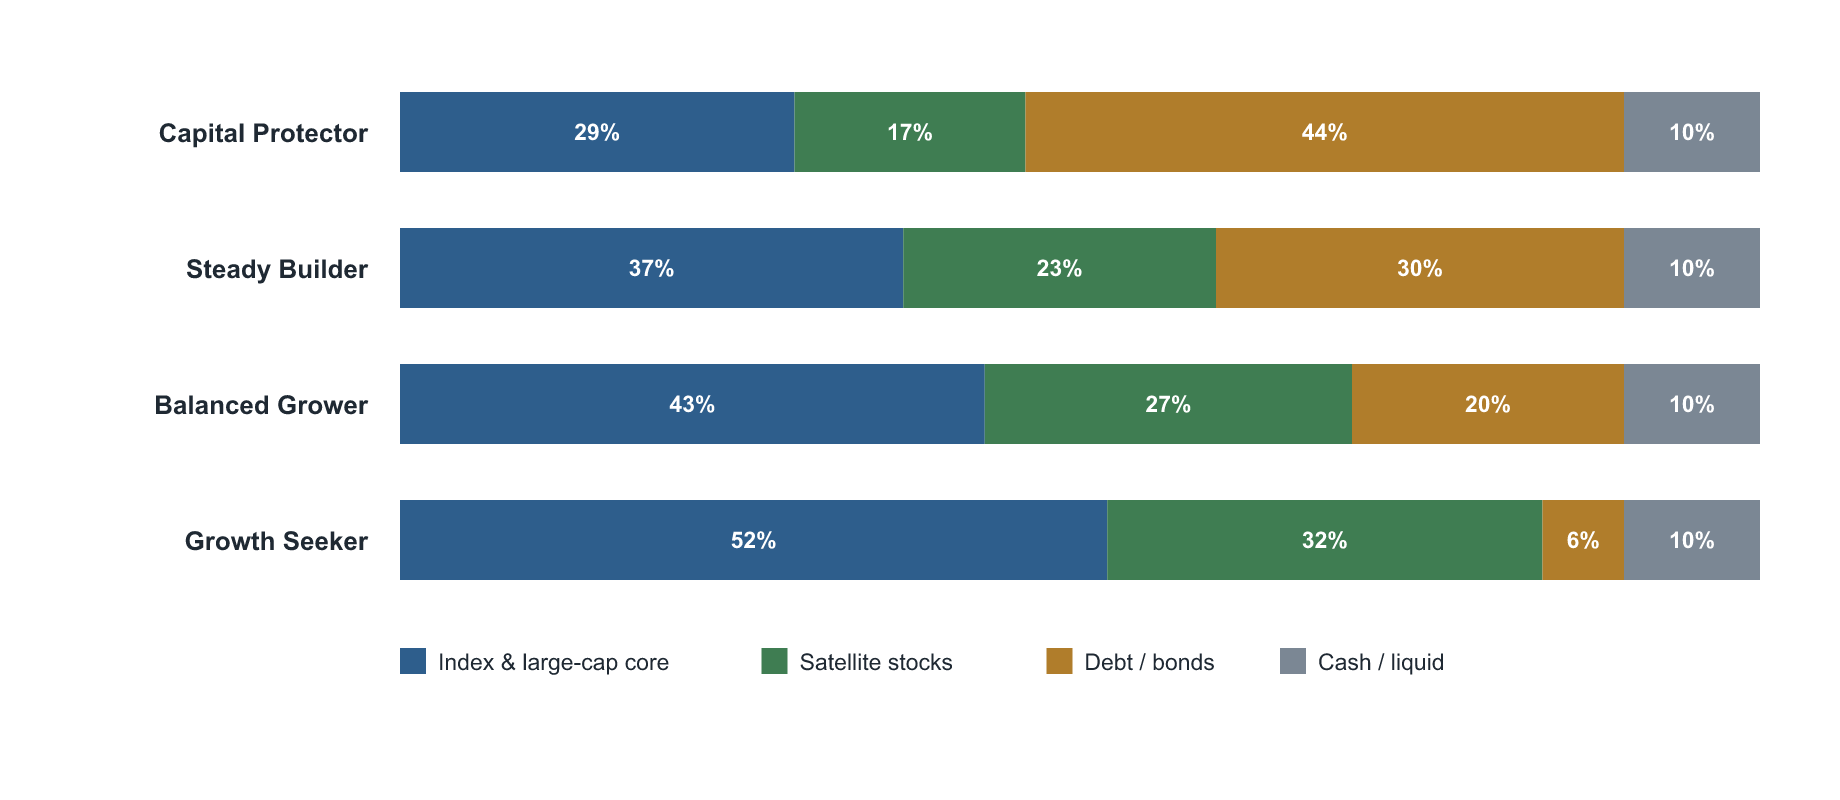 Capital Protector 29% 17% 44% 10%
Steady Builder 37% 23% 30% 10%
Balanced Grower 43% 27% 20% 10%
Growth Seeker 52% 32% 6% 10%
Index & large-cap core Satellite stocks Debt / bonds Cash / liquid